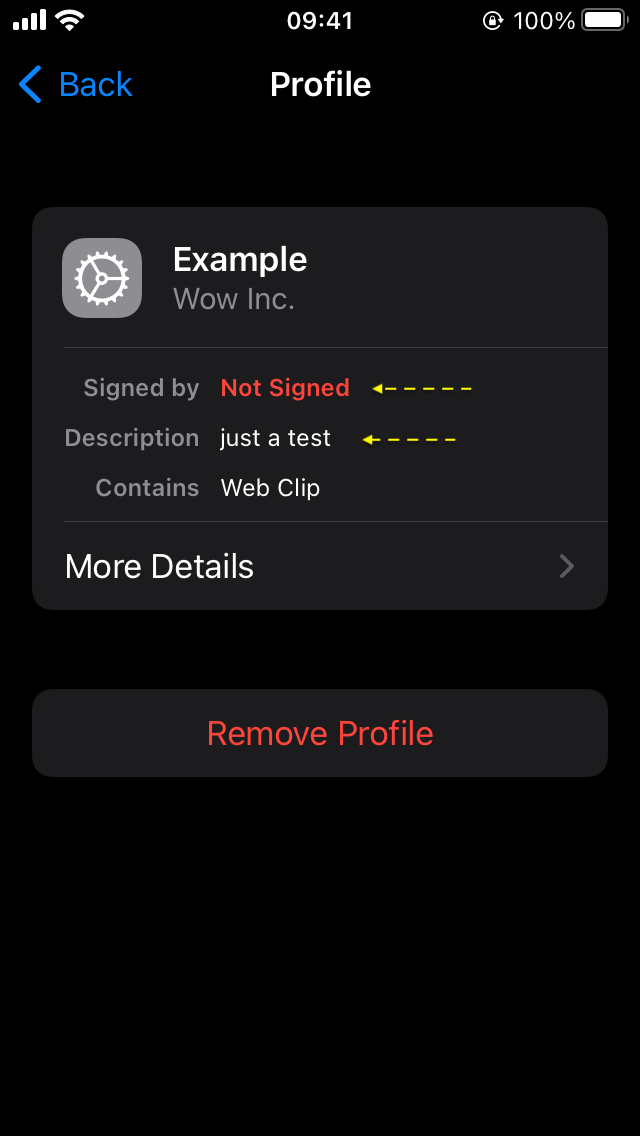 09:41 100%
Back Profile
Example
Wow Inc.
Signed by Not Signed
Description just a test
Contains Web Clip
More Details
Remove Profile